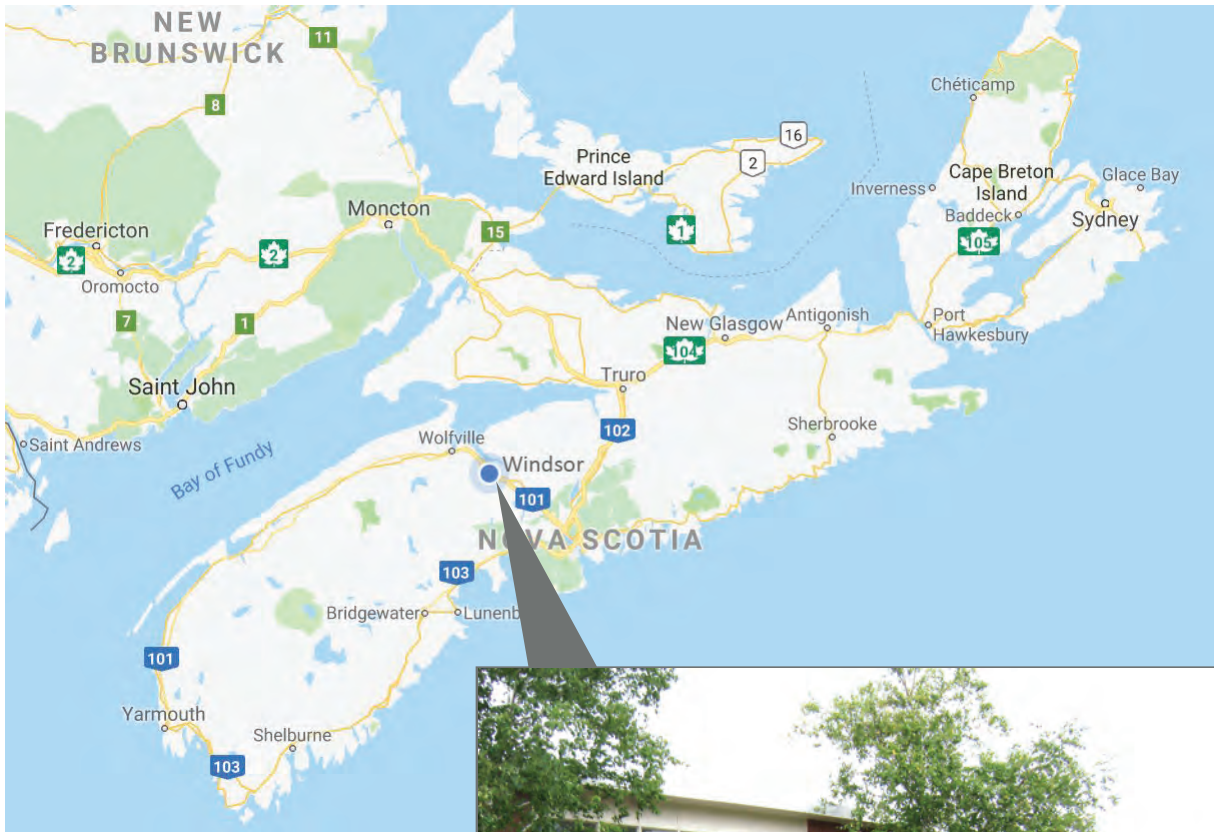 NEW
BRUNSWICK
11
8
16
2
Prince
Edward Island
Chéticamp
Cape Breton
Island
Glace Bay
Inverness
Baddeck
Sydney
105
Moncton
15
1
Fredericton
2
2
Oromocto
7
1
New Glasgow
Antigonish
Port
Hawkesbury
104
Saint John
Truro
Saint Andrews
Bay of Fundy
Wolfville
102
Sherbrooke
Windsor
101
NOVA SCOTIA
103
Bridgewater
Lunenb
101
Yarmouth
Shelburne
103